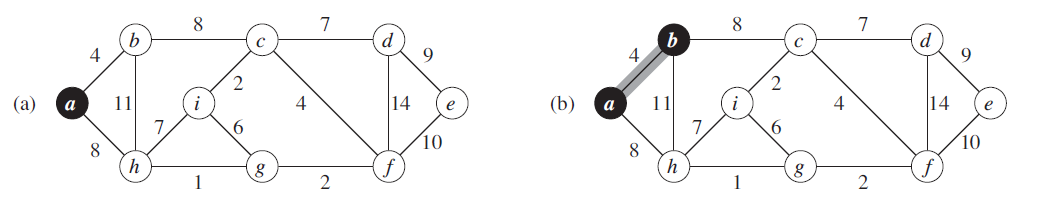 8 7 8 7
b c d b c d
4 9 4 9
2 2
(a) a 11 i 4 14 e (b) a 11 i 4 14 e
7 6 7 6
8 10 8 10
h g f h g f
1 2 1 2